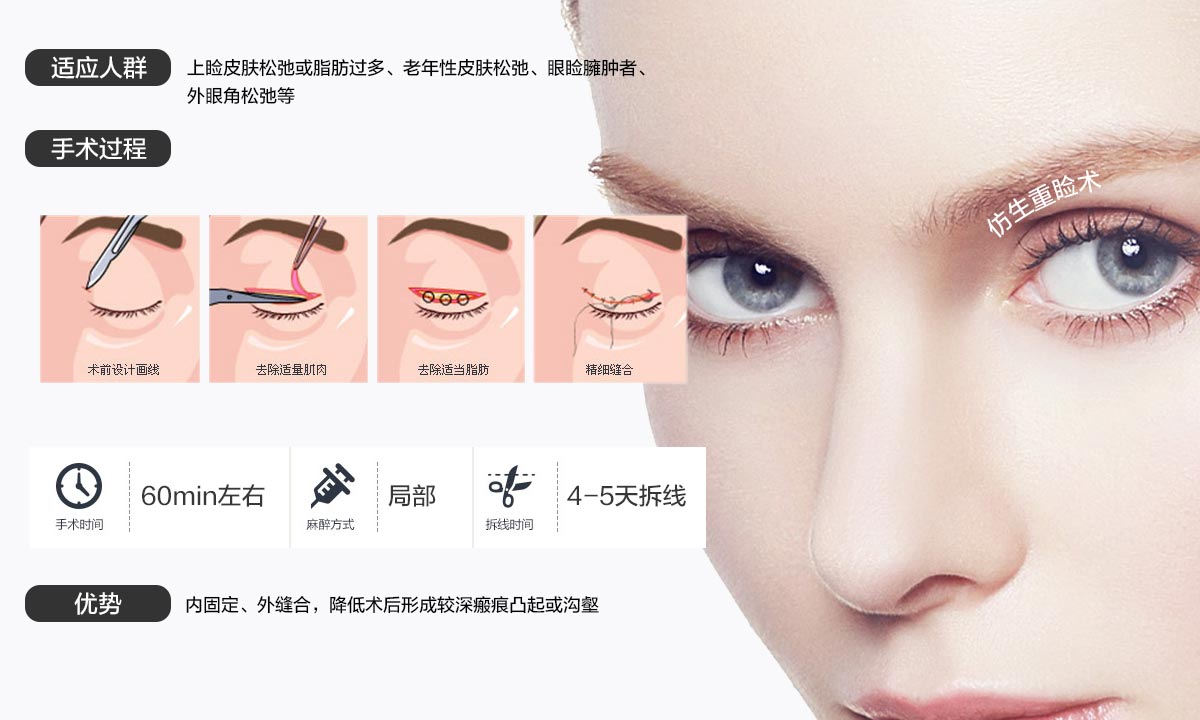 适应人群
上睑皮肤松弛或脂肪过多、老年性皮肤松弛、眼睑臃肿者、
外眼角松弛等
手术过程
仿生重睑术
术前设计画线
去除适量肌肉
去除适当脂肪
精细缝合
手术时间
60min左右
麻醉方式
局部
拆线时间
4-5天拆线
优势
内固定、外缝合，降低术后形成较深瘢痕凸起或沟壑